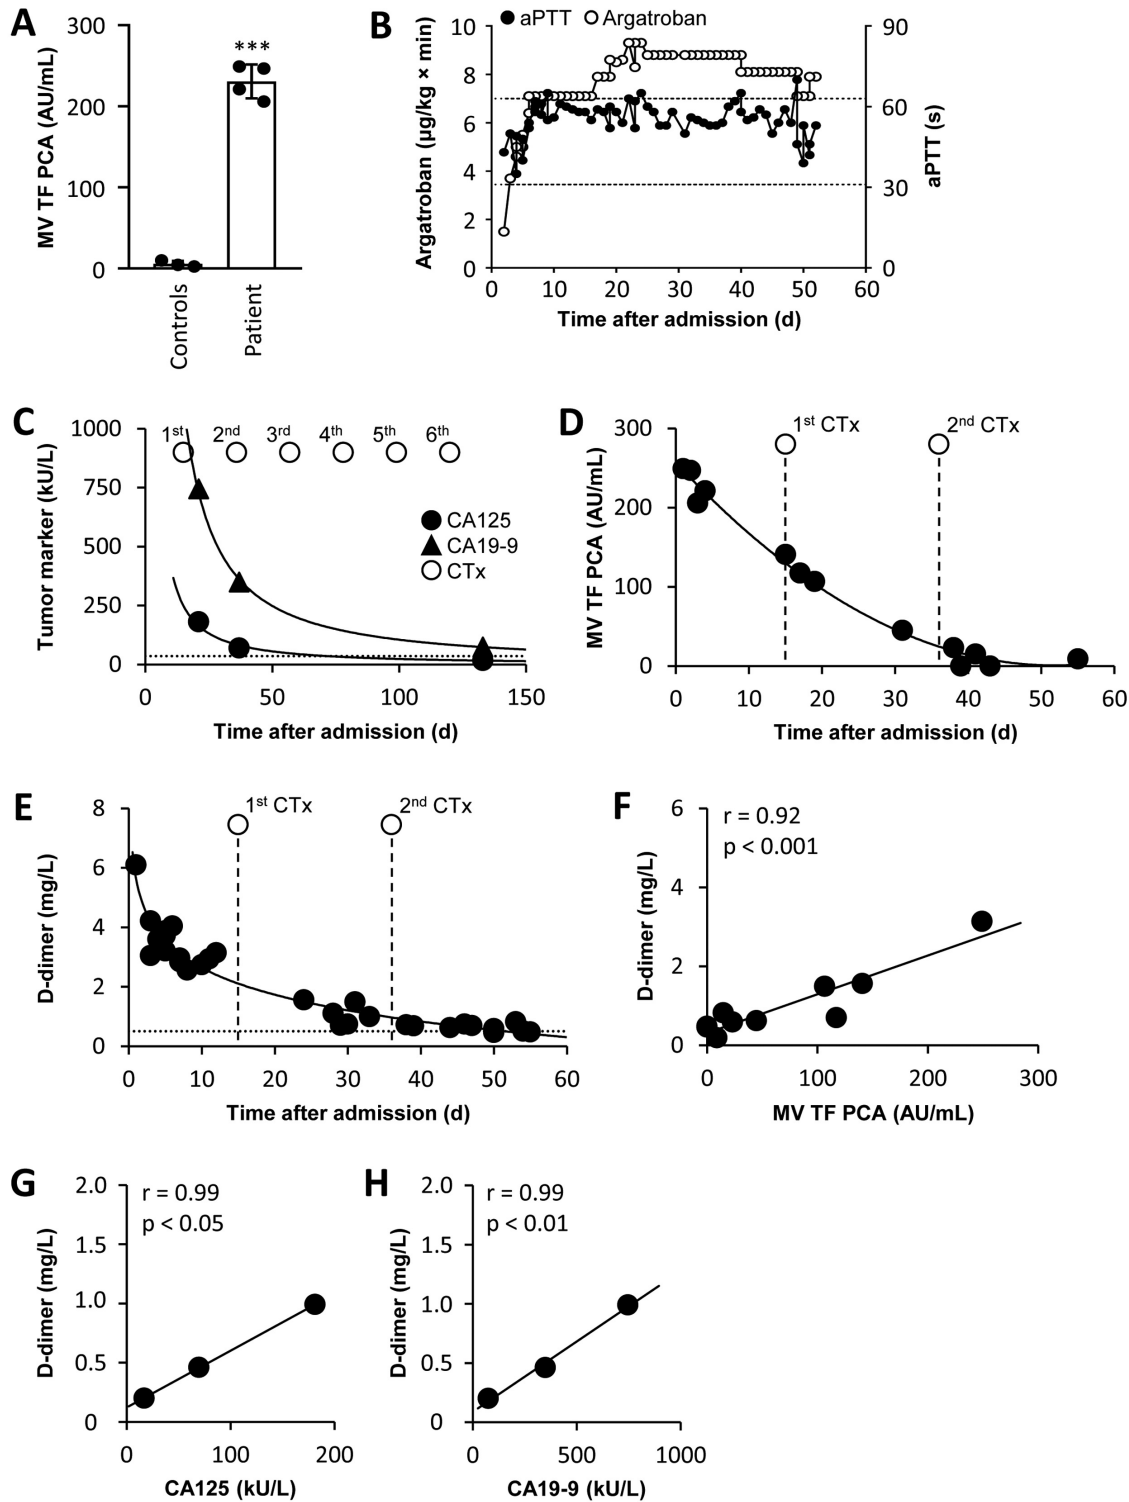 A
MV TF PCA (AU/mL)
300
200
100
0
***
Controls
Patient
B
aPTT Argatroban
Argatroban (µg/kg × min)
10
8
6
4
2
0
90
60
30
0
aPTT (s)
0 10 20 30 40 50 60
Time after admission (d)
C
Tumor marker (kU/L)
1000
750
500
250
0
1st 2nd 3rd 4th 5th 6th
CA125
CA19-9
CTx
0 50 100 150
Time after admission (d)
D
MV TF PCA (AU/mL)
300
200
100
0
1st CTx 2nd CTx
0 10 20 30 40 50 60
Time after admission (d)
E
D-dimer (mg/L)
8
6
4
2
0
1st CTx 2nd CTx
0 10 20 30 40 50 60
Time after admission (d)
F
D-dimer (mg/L)
6
4
2
0
r = 0.92
p < 0.001
0 100 200 300
MV TF PCA (AU/mL)
G
D-dimer (mg/L)
2.0
1.5
1.0
0.5
0
r = 0.99
p < 0.05
0 100 200
CA125 (kU/L)
H
D-dimer (mg/L)
2.0
1.5
1.0
0.5
0
r = 0.99
p < 0.01
0 500 1000
CA19-9 (kU/L)